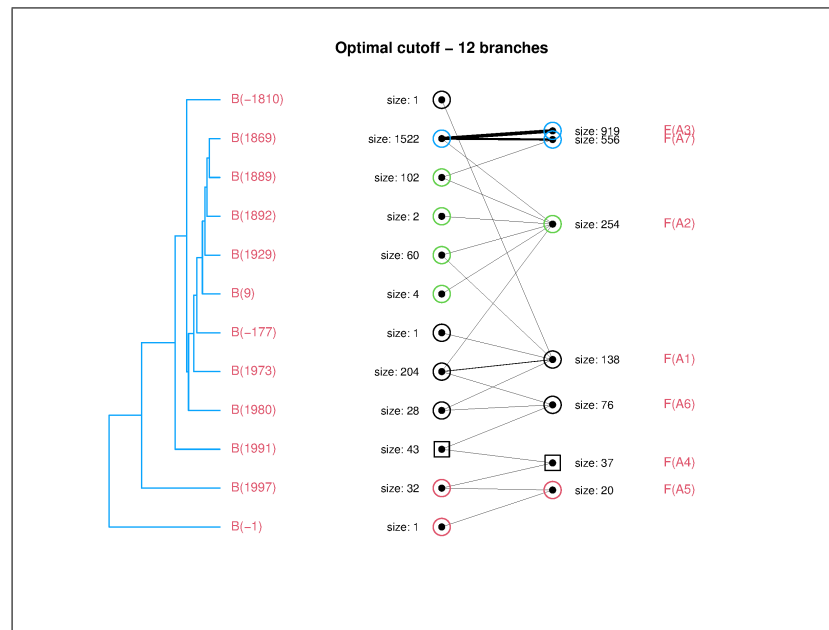 Optimal cutoff – 12 branches
B(−1810) size: 1
size: 919 F(A3)
B(1869) size: 1522 size: 556 F(A7)
B(1889) size: 102
B(1892) size: 2 size: 254 F(A2)
B(1929) size: 60
B(9) size: 4
B(−177) size: 1
size: 138 F(A1)
B(1973) size: 204
B(1980) size: 28 size: 76 F(A6)
B(1991) size: 43
size: 37 F(A4)
B(1997) size: 32 size: 20 F(A5)
B(−1) size: 1